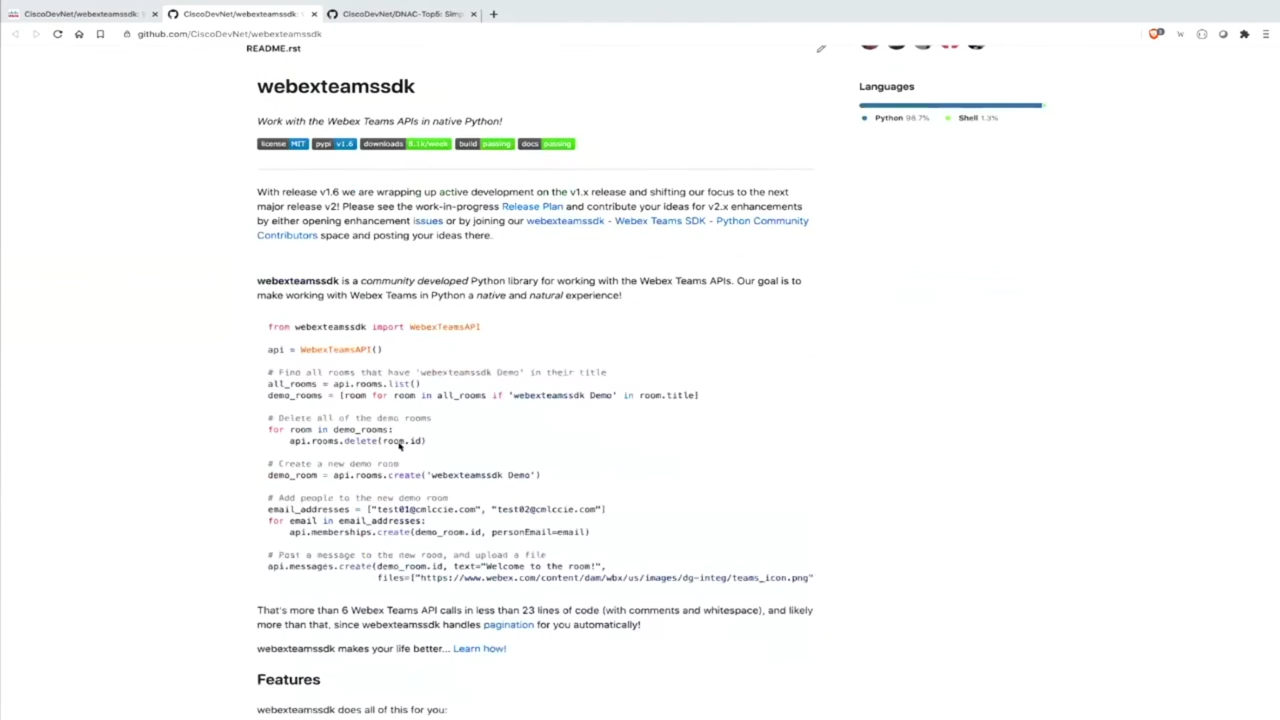 CiscoDevNet/webexteamssdk:
CiscoDevNet/webexteamssdk:
CiscoDevNet/DNAC-Top5: Simp
github.com/CiscoDevNet/webexteamssdk
README.rst
webexteamssdk
Work with the Webex Teams APIs in native Python!
license MIT pypi v1.6 downloads 8.1k/week build passing docs passing
With release v1.6 we are wrapping up active development on the v1.x release and shifting our focus to the next
major release v2! Please see the work-in-progress Release Plan and contribute your ideas for v2.x enhancements
by either opening enhancement issues or by joining our webexteamssdk - Webex Teams SDK - Python Community
Contributors space and posting your ideas there.
webexteamssdk is a community developed Python library for working with the Webex Teams APIs. Our goal is to
make working with Webex Teams in Python a native and natural experience!
from webexteamssdk import WebexTeamsAPI
api = WebexTeamsAPI()
# Find all rooms that have 'webexteamssdk Demo' in their title
all_rooms = api.rooms.list()
demo_rooms = [room for room in all_rooms if 'webexteamssdk Demo' in room.title]
# Delete all of the demo rooms
for room in demo_rooms:
api.rooms.delete(room.id)
# Create a new demo room
demo_room = api.rooms.create('webexteamssdk Demo')
# Add people to the new demo room
email_addresses = ["test01@cmlccie.com", "test02@cmlccie.com"]
for email in email_addresses:
api.memberships.create(demo_room.id, personEmail=email)
# Post a message to the new room, and upload a file
api.messages.create(demo_room.id, text="Welcome to the room!",
files=["https://www.webex.com/content/dam/wbx/us/images/dg-integ/teams_icon.png"
That's more than 6 Webex Teams API calls in less than 23 lines of code (with comments and whitespace), and likely
more than that, since webexteamssdk handles pagination for you automatically!
webexteamssdk makes your life better... Learn how!
Features
webexteamssdk does all of this for you:
Languages
Python 98.7% Shell 1.3%